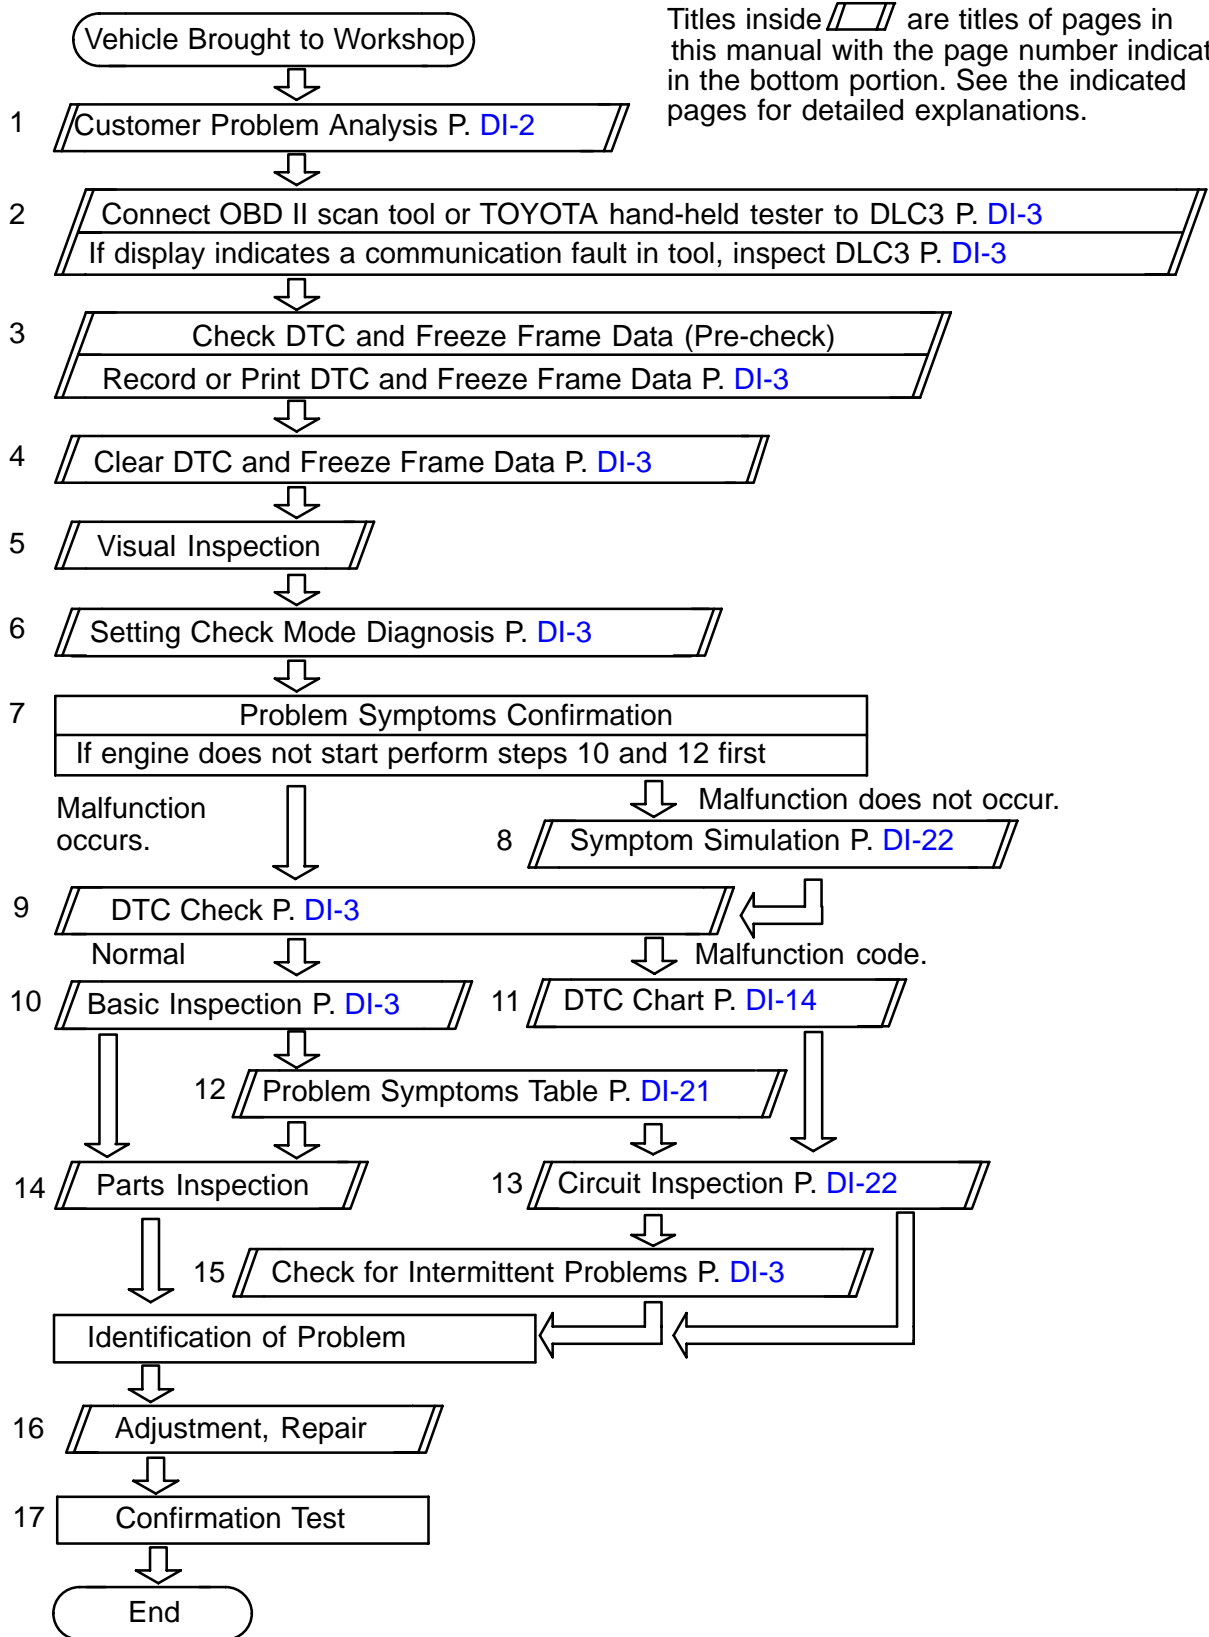 Vehicle Brought to Workshop
Titles inside are titles of pages in
this manual with the page number indicat
in the bottom portion. See the indicated
pages for detailed explanations.
1 Customer Problem Analysis P. DI-2
2 Connect OBD II scan tool or TOYOTA hand-held tester to DLC3 P. DI-3
If display indicates a communication fault in tool, inspect DLC3 P. DI-3
3 Check DTC and Freeze Frame Data (Pre-check)
Record or Print DTC and Freeze Frame Data P. DI-3
4 Clear DTC and Freeze Frame Data P. DI-3
5 Visual Inspection
6 Setting Check Mode Diagnosis P. DI-3
7 Problem Symptoms Confirmation
If engine does not start perform steps 10 and 12 first
Malfunction
occurs.
Malfunction does not occur.
8 Symptom Simulation P. DI-22
9 DTC Check P. DI-3
Normal
Malfunction code.
10 Basic Inspection P. DI-3
11 DTC Chart P. DI-14
12 Problem Symptoms Table P. DI-21
14 Parts Inspection
13 Circuit Inspection P. DI-22
15 Check for Intermittent Problems P. DI-3
Identification of Problem
16 Adjustment, Repair
17 Confirmation Test
End